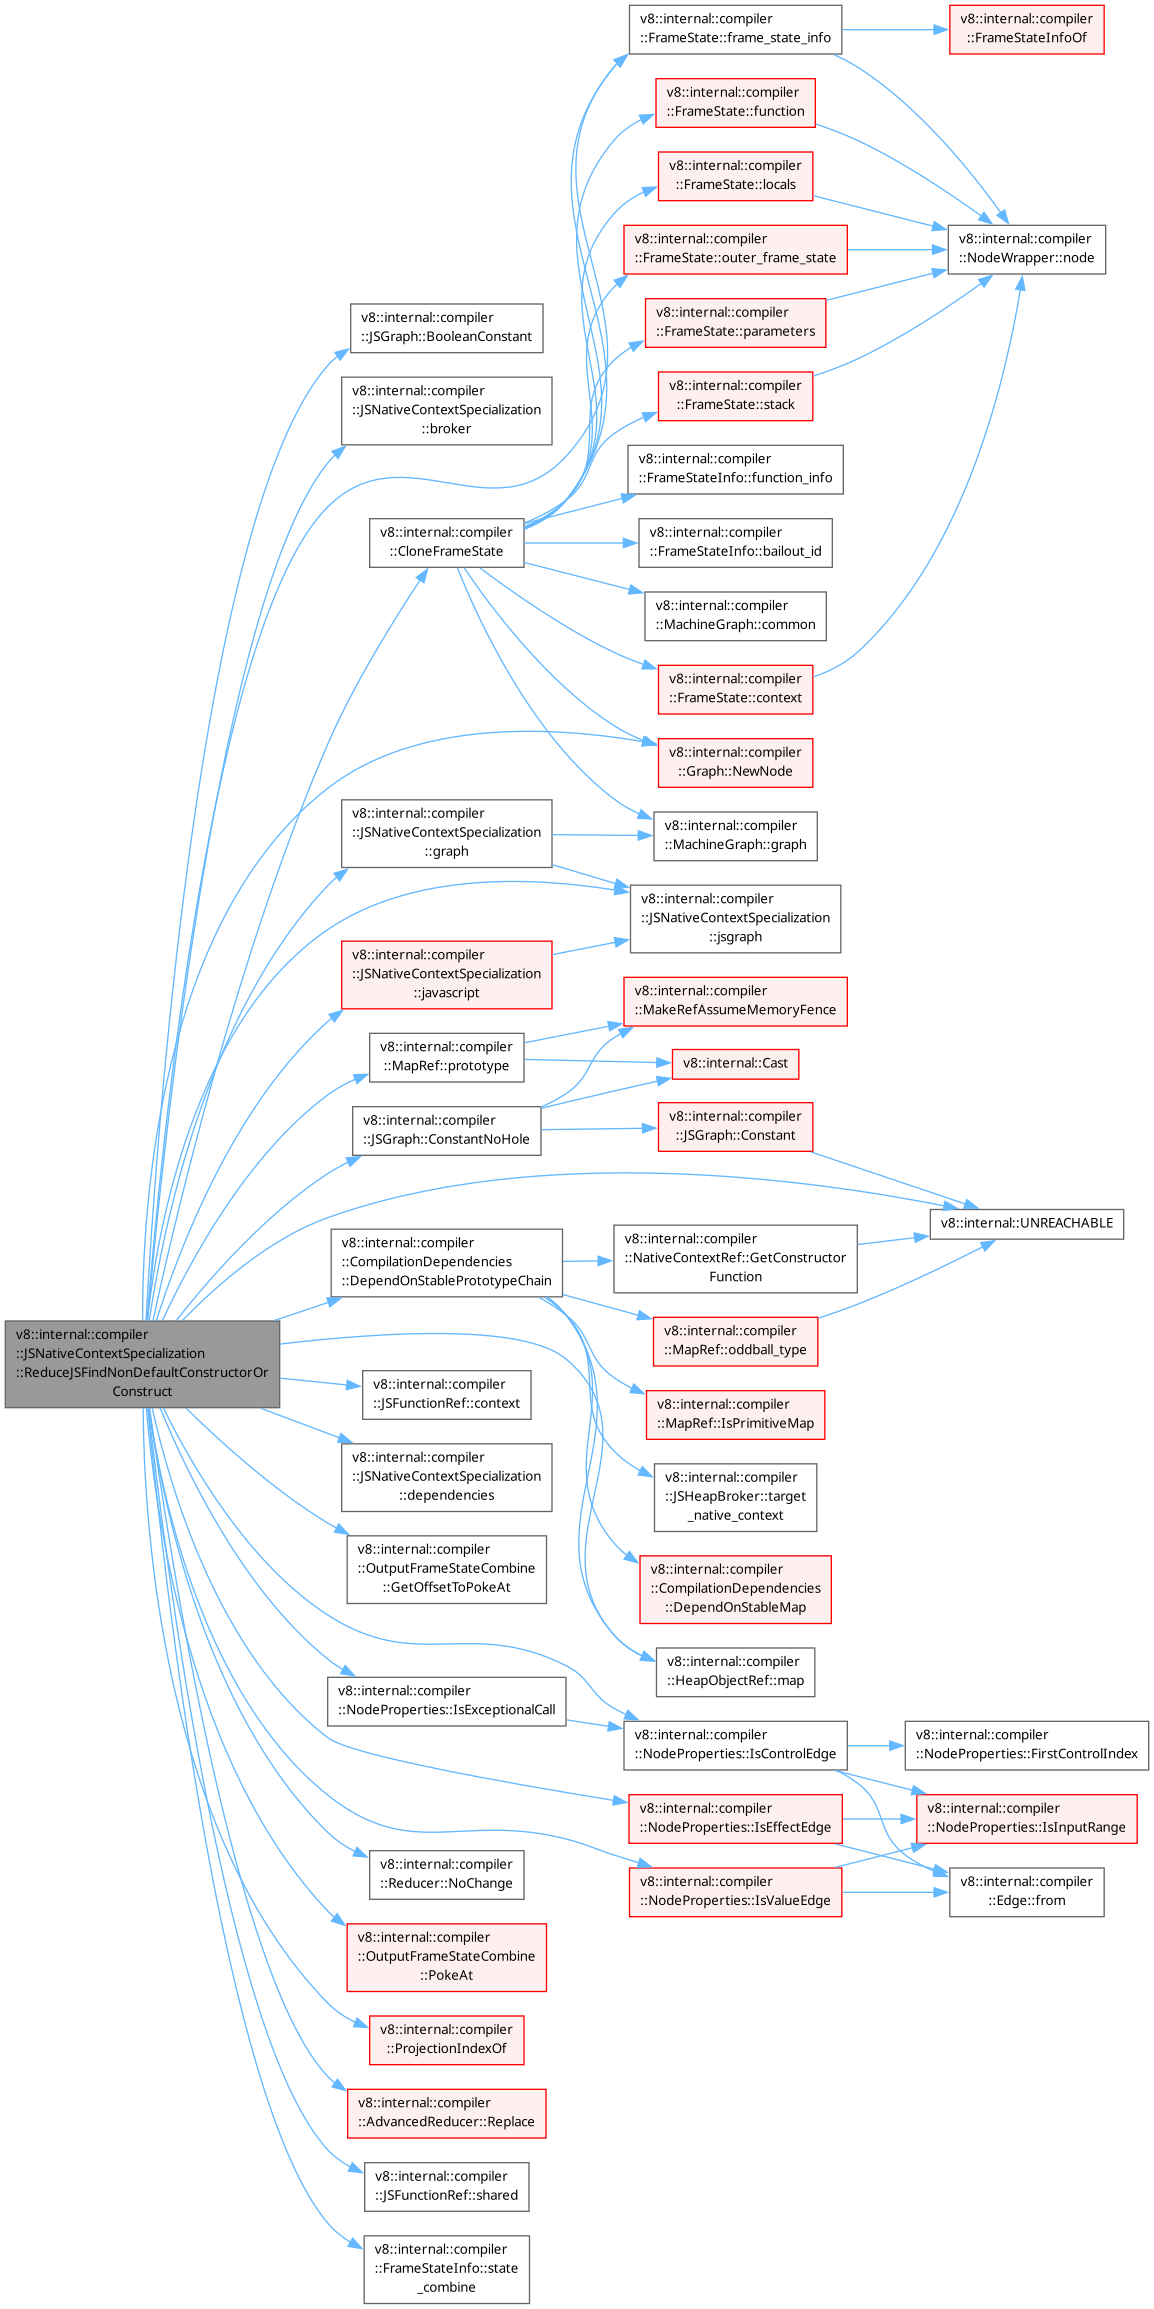 v8::internal::compiler
::FrameState::frame_state_info
v8::internal::compiler
::FrameStateInfoOf
v8::internal::compiler
::FrameState::function
v8::internal::compiler
::FrameState::locals
v8::internal::compiler
::FrameState::outer_frame_state
v8::internal::compiler
::NodeWrapper::node
v8::internal::compiler
::FrameState::parameters
v8::internal::compiler
::JSGraph::BooleanConstant
v8::internal::compiler
::FrameState::stack
v8::internal::compiler
::JSNativeContextSpecialization
::broker
v8::internal::compiler
::FrameStateInfo::function_info
v8::internal::compiler
::CloneFrameState
v8::internal::compiler
::FrameStateInfo::bailout_id
v8::internal::compiler
::MachineGraph::common
v8::internal::compiler
::FrameState::context
v8::internal::compiler
::Graph::NewNode
v8::internal::compiler
::JSNativeContextSpecialization
::graph
v8::internal::compiler
::MachineGraph::graph
v8::internal::compiler
::JSNativeContextSpecialization
::jsgraph
v8::internal::compiler
::JSNativeContextSpecialization
::javascript
v8::internal::compiler
::MakeRefAssumeMemoryFence
v8::internal::compiler
::MapRef::prototype
v8::internal::Cast
v8::internal::compiler
::JSGraph::ConstantNoHole
v8::internal::compiler
::JSGraph::Constant
v8::internal::UNREACHABLE
v8::internal::compiler
::CompilationDependencies
::DependOnStablePrototypeChain
v8::internal::compiler
::NativeContextRef::GetConstructor
Function
v8::internal::compiler
::MapRef::oddball_type
v8::internal::compiler
::JSNativeContextSpecialization
::ReduceJSFindNonDefaultConstructorOr
Construct
v8::internal::compiler
::JSFunctionRef::context
v8::internal::compiler
::MapRef::IsPrimitiveMap
v8::internal::compiler
::JSNativeContextSpecialization
::dependencies
v8::internal::compiler
::JSHeapBroker::target
_native_context
v8::internal::compiler
::OutputFrameStateCombine
::GetOffsetToPokeAt
v8::internal::compiler
::CompilationDependencies
::DependOnStableMap
v8::internal::compiler
::HeapObjectRef::map
v8::internal::compiler
::NodeProperties::IsExceptionalCall
v8::internal::compiler
::NodeProperties::IsControlEdge
v8::internal::compiler
::NodeProperties::FirstControlIndex
v8::internal::compiler
::NodeProperties::IsEffectEdge
v8::internal::compiler
::NodeProperties::IsInputRange
v8::internal::compiler
::Reducer::NoChange
v8::internal::compiler
::NodeProperties::IsValueEdge
v8::internal::compiler
::Edge::from
v8::internal::compiler
::OutputFrameStateCombine
::PokeAt
v8::internal::compiler
::ProjectionIndexOf
v8::internal::compiler
::AdvancedReducer::Replace
v8::internal::compiler
::JSFunctionRef::shared
v8::internal::compiler
::FrameStateInfo::state
_combine